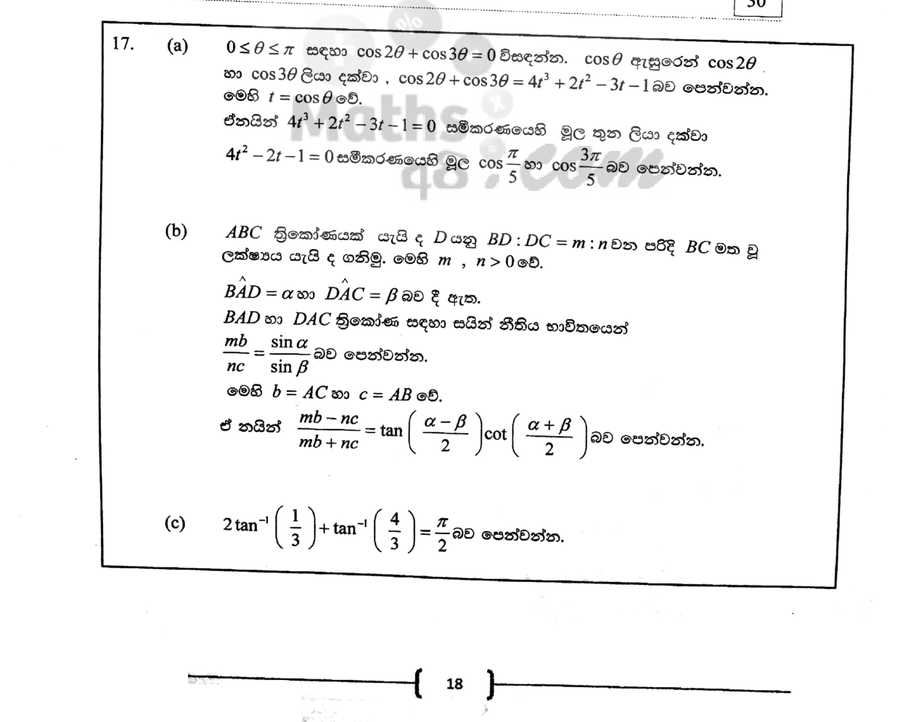 50
17. (a) 0 ≤ θ ≤ π සඳහා cos 2θ + cos 3θ = 0 විසඳන්න. cos θ ඇසුරෙන් cos 2θ
හා cos 3θ ලියා දක්වා , cos 2θ + cos 3θ = 4t³ + 2t² − 3t − 1 බව පෙන්වන්න.
මෙහි t = cos θ වේ.
ඒනයින් 4t³ + 2t² − 3t − 1 = 0 සමීකරණයෙහි මූල තුන ලියා දක්වා
4t² − 2t − 1 = 0 සමීකරණයෙහි මූල cos π/5 හා cos 3π/5 බව පෙන්වන්න.
Maths
අපි . com
(b) ABC ත්‍රිකෝණයක් යැයි ද D යනු BD : DC = m : n වන පරිදි BC මත වූ
ලක්ෂ්‍යය යැයි ද ගනිමු. මෙහි m , n > 0 වේ.
BÂD = α හා DÂC = β බව දී ඇත.
BAD හා DAC ත්‍රිකෝණ සඳහා සයින් නීතිය භාවිතයෙන්
mb/nc = sin α/sin β බව පෙන්වන්න.
මෙහි b = AC හා c = AB වේ.
ඒ නයින් (mb − nc)/(mb + nc) = tan((α − β)/2) cot((α + β)/2) බව පෙන්වන්න.
(c) 2 tan⁻¹(1/3) + tan⁻¹(4/3) = π/2 බව පෙන්වන්න.
18